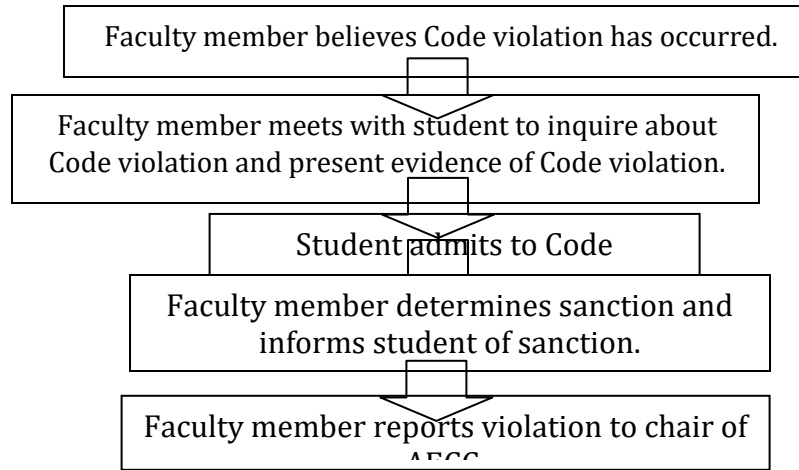 Faculty member believes Code violation has occurred.
Faculty member meets with student to inquire about
Code violation and present evidence of Code violation.
Student admits to Code
Faculty member determines sanction and
informs student of sanction.
Faculty member reports violation to chair of